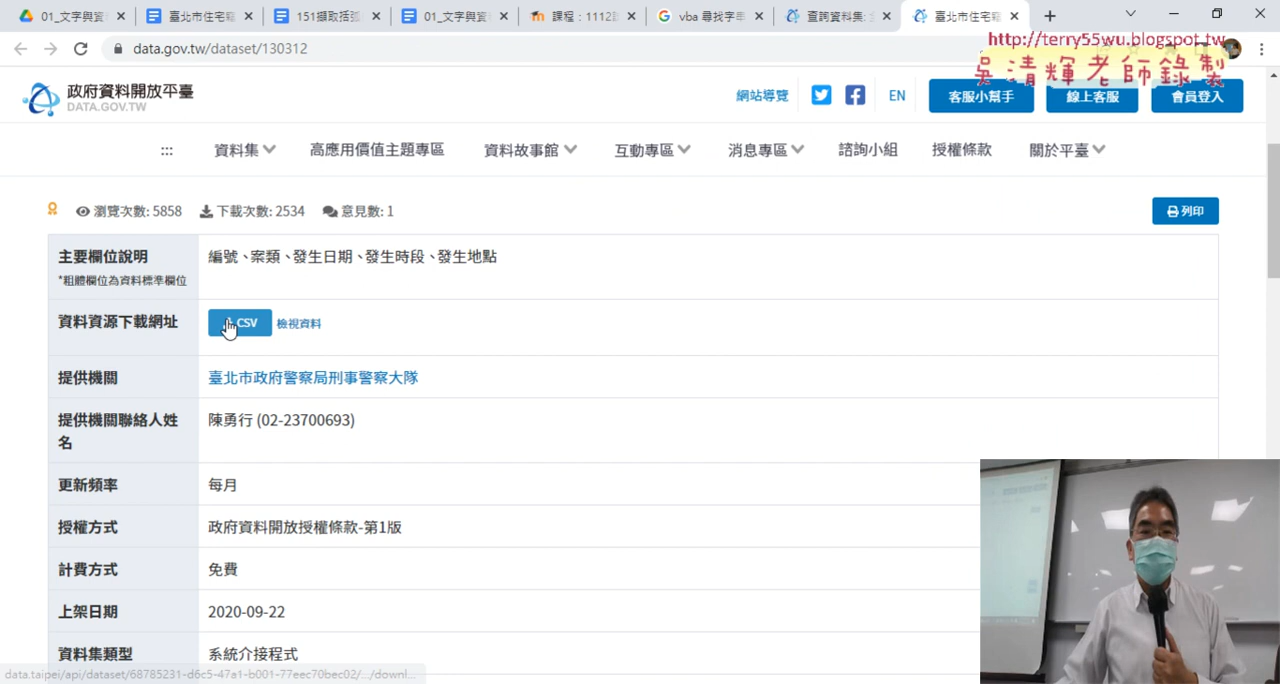 01_文字與資
臺北市住宅竊
151擷取括弧
01_文字與資
課程：1112
vba 尋找字串
查詢資料集:
臺北市住宅竊
data.gov.tw/dataset/130312
http://terry55wu.blogspot.tw
吳清輝老師錄製
政府資料開放平臺
DATA.GOV.TW
網站導覽
EN
客服小幫手
線上客服
會員登入
資料集
高應用價值主題專區
資料故事館
互動專區
消息專區
諮詢小組
授權條款
關於平臺
瀏覽次數: 5858
下載次數: 2534
意見數: 1
列印
主要欄位說明
*粗體欄位為資料標準欄位
編號、案類、發生日期、發生時段、發生地點
資料資源下載網址
CSV
檢視資料
提供機關
臺北市政府警察局刑事警察大隊
提供機關聯絡人姓
名
陳勇行 (02-23700693)
更新頻率
每月
授權方式
政府資料開放授權條款-第1版
計費方式
免費
上架日期
2020-09-22
資料集類型
系統介接程式
data.taipei/api/dataset/68785231-d6c5-47a1-b001-77eec70bec02/.../downl...